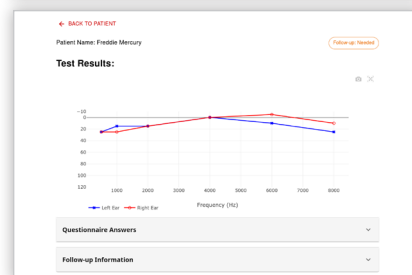 ← BACK TO PATIENT
Patient Name: Freddie Mercury
Follow-up: Needed
Test Results:
-10
0
20
40
60
80
100
120
1000 2000 3000 4000 5000 6000 7000 8000
Left Ear Right Ear
Frequency (Hz)
Questionnaire Answers
Follow-up Information